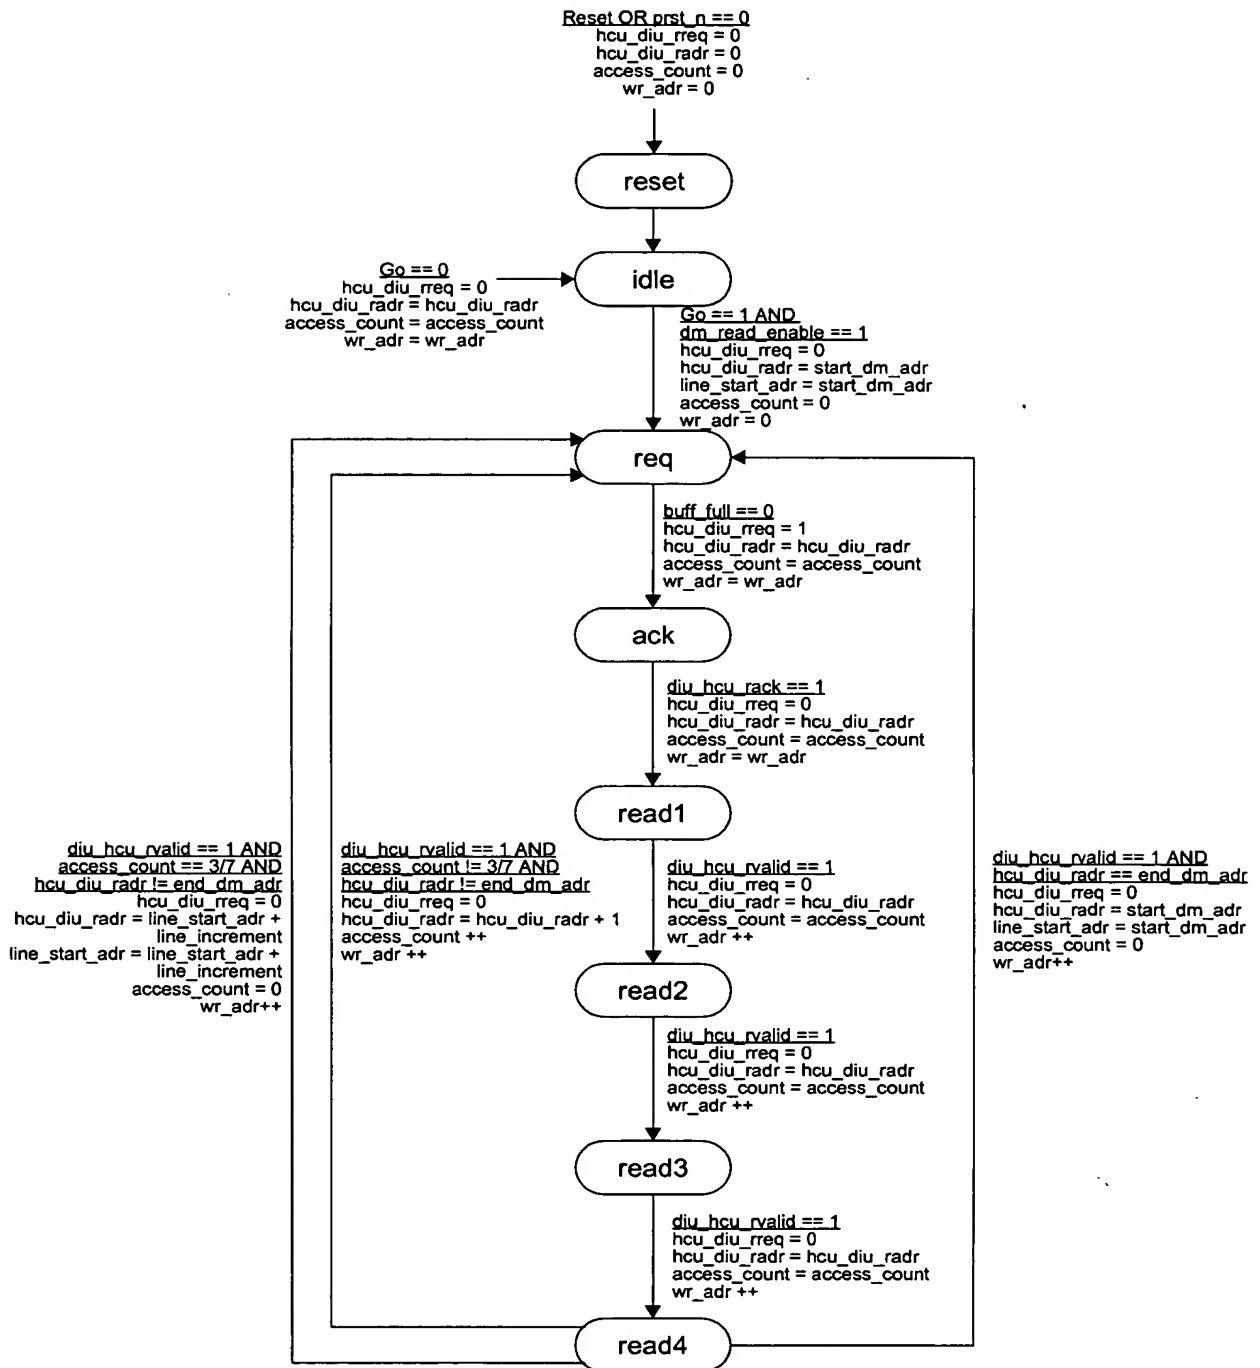 Reset OR prst_n == 0
hcu_diu_rreq = 0
hcu_diu_radr = 0
access_count = 0
wr_adr = 0
reset
idle
Go == 0
hcu_diu_rreq = 0
hcu_diu_radr = hcu_diu_radr
access_count = access_count
wr_adr = wr_adr
Go == 1 AND
dm_read_enable == 1
hcu_diu_rreq = 0
hcu_diu_radr = start_dm_adr
line_start_adr = start_dm_adr
access_count = 0
wr_adr = 0
req
buff_full == 0
hcu_diu_rreq = 1
hcu_diu_radr = hcu_diu_radr
access_count = access_count
wr_adr = wr_adr
ack
diu_hcu_rack == 1
hcu_diu_rreq = 0
hcu_diu_radr = hcu_diu_radr
access_count = access_count
wr_adr = wr_adr
read1
diu_hcu_rvalid == 1 AND
access_count == 3/7 AND
hcu_diu_radr != end_dm_adr
hcu_diu_rreq = 0
hcu_diu_radr = line_start_adr +
line_increment
line_start_adr = line_start_adr +
line_increment
access_count = 0
wr_adr++
diu_hcu_rvalid == 1 AND
access_count != 3/7 AND
hcu_diu_radr != end_dm_adr
hcu_diu_rreq = 0
hcu_diu_radr = hcu_diu_radr + 1
access_count ++
wr_adr ++
diu_hcu_rvalid == 1
hcu_diu_rreq = 0
hcu_diu_radr = hcu_diu_radr
access_count = access_count
wr_adr ++
diu_hcu_rvalid == 1 AND
hcu_diu_radr == end_dm_adr
hcu_diu_rreq = 0
hcu_diu_radr = start_dm_adr
line_start_adr = start_dm_adr
access_count = 0
wr_adr++
read2
diu_hcu_rvalid == 1
hcu_diu_rreq = 0
hcu_diu_radr = hcu_diu_radr
access_count = access_count
wr_adr ++
read3
diu_hcu_rvalid == 1
hcu_diu_rreq = 0
hcu_diu_radr = hcu_diu_radr
access_count = access_count
wr_adr ++
read4